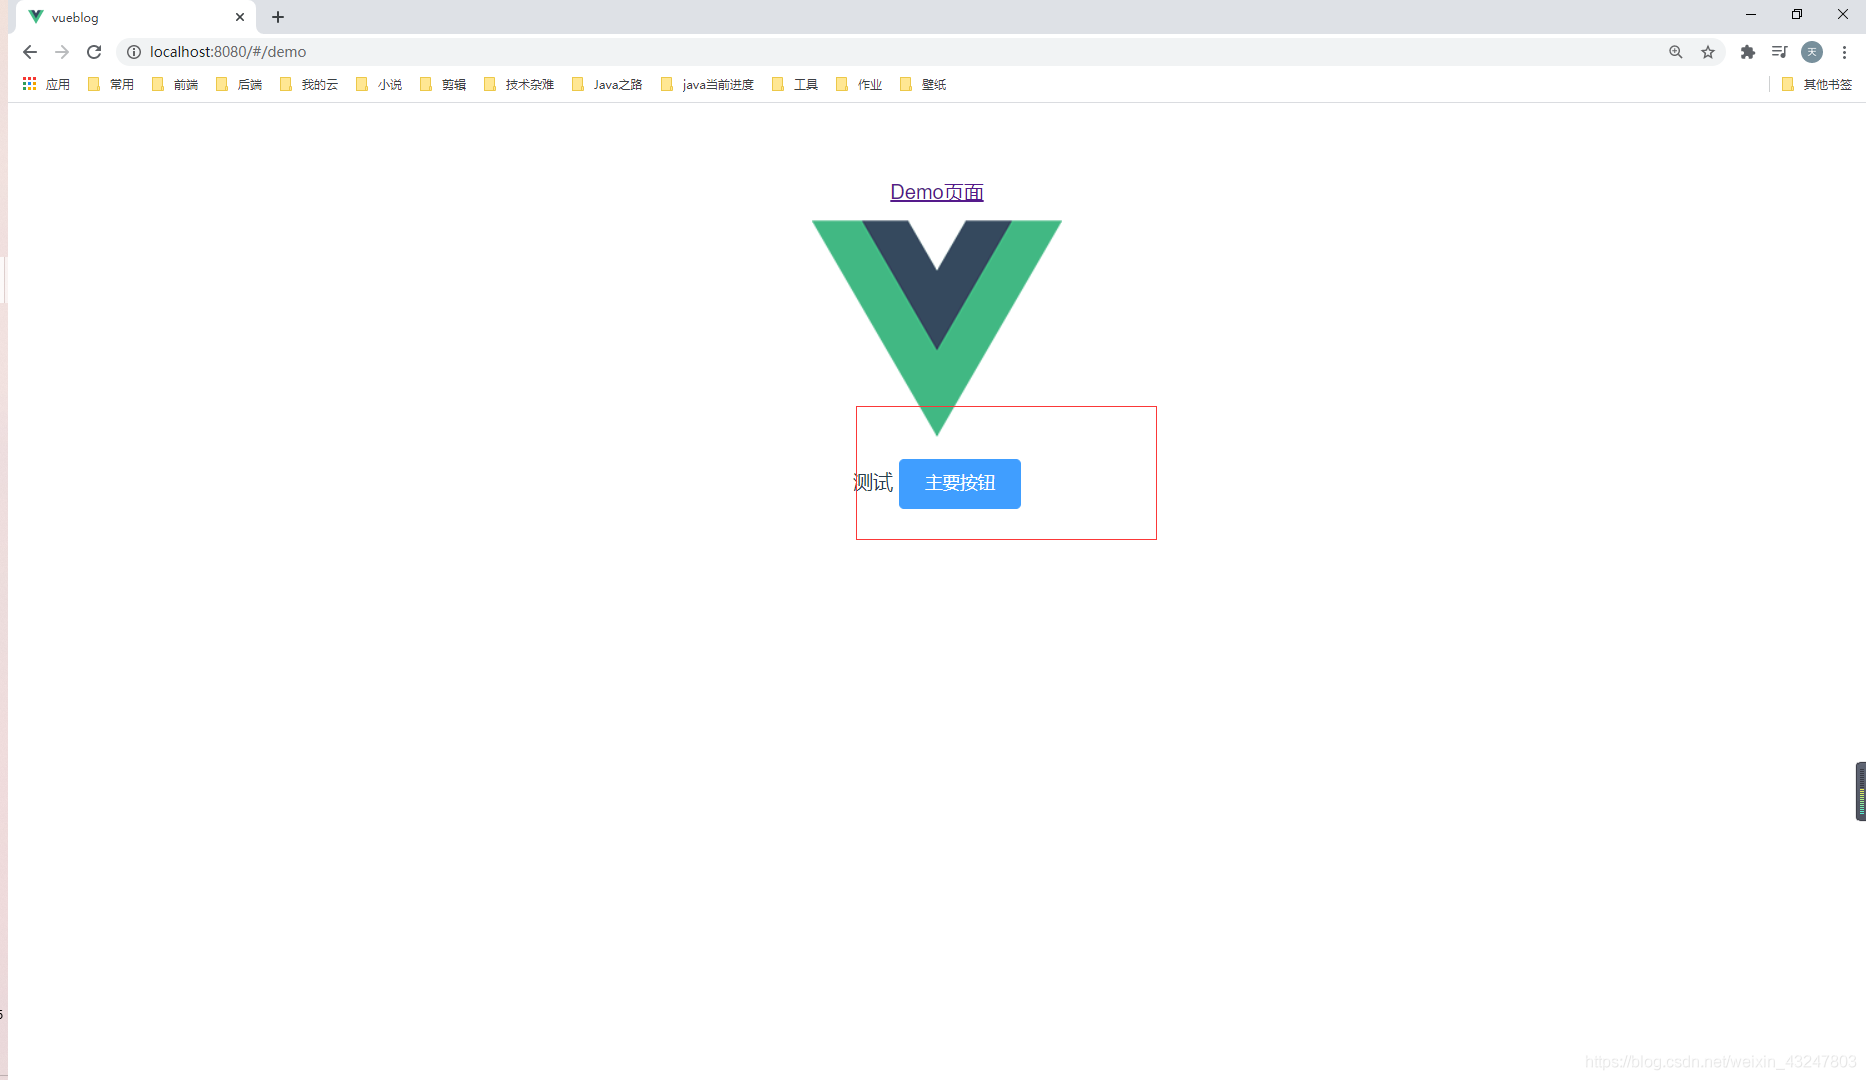 vueblog
localhost:8080/#/demo
应用 常用 前端 后端 我的云 小说 剪辑 技术杂难 Java之路 java当前进度 工具 作业 壁纸 其他书签
天
Demo页面
测试 主要按钮
https://blog.csdn.net/weixin_43247803